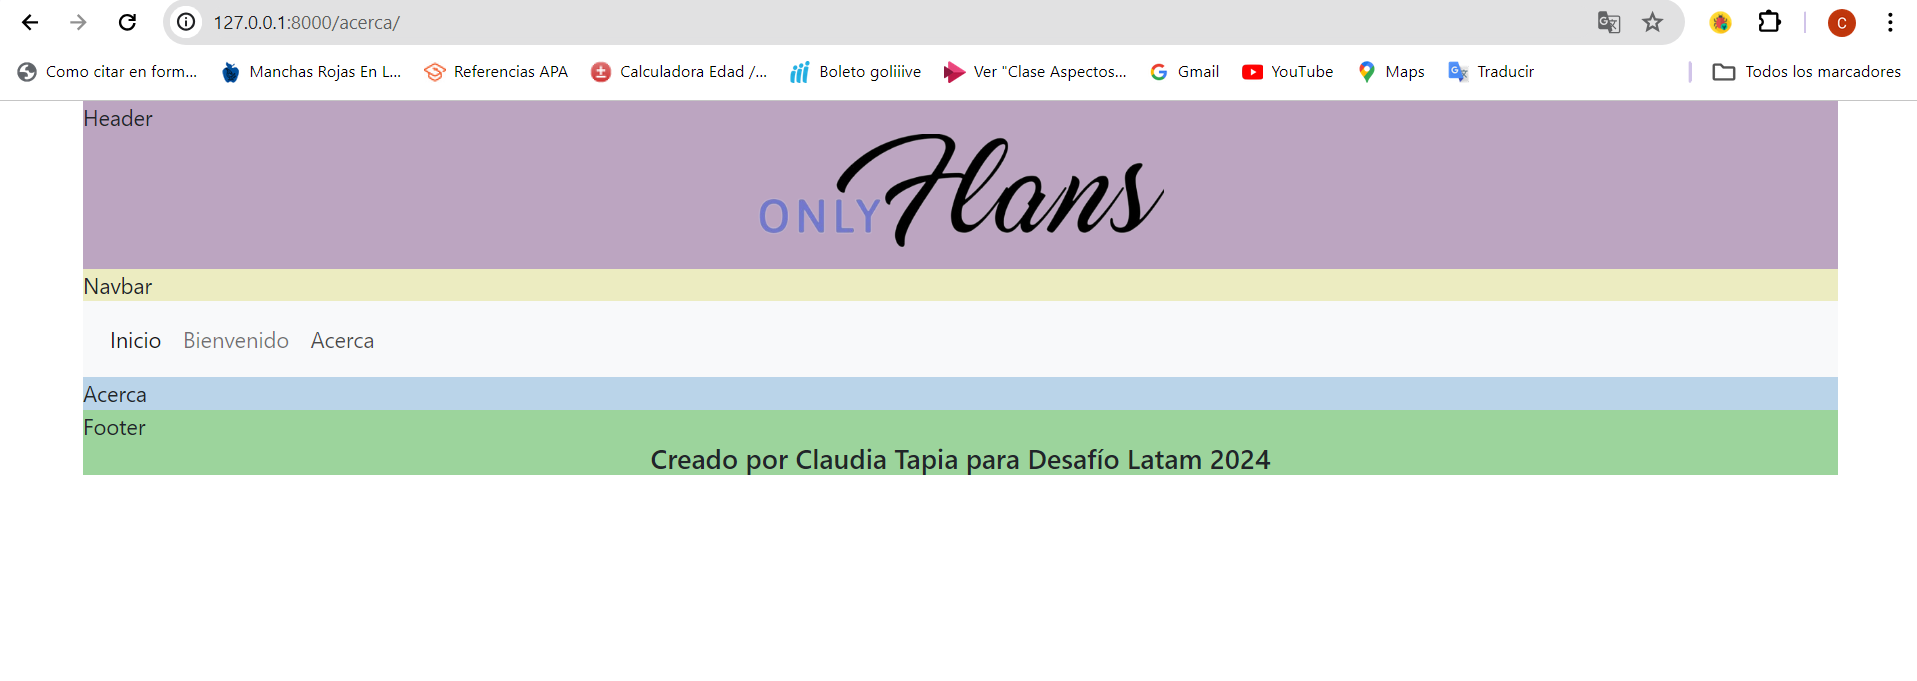 127.0.0.1:8000/acerca/
C
Como citar en form...
Manchas Rojas En L...
Referencias APA
Calculadora Edad /...
Boleto goliiive
Ver "Clase Aspectos...
Gmail
YouTube
Maps
Traducir
Todos los marcadores
Header
ONLY Flans
Navbar
Inicio Bienvenido Acerca
Acerca
Footer
Creado por Claudia Tapia para Desafío Latam 2024